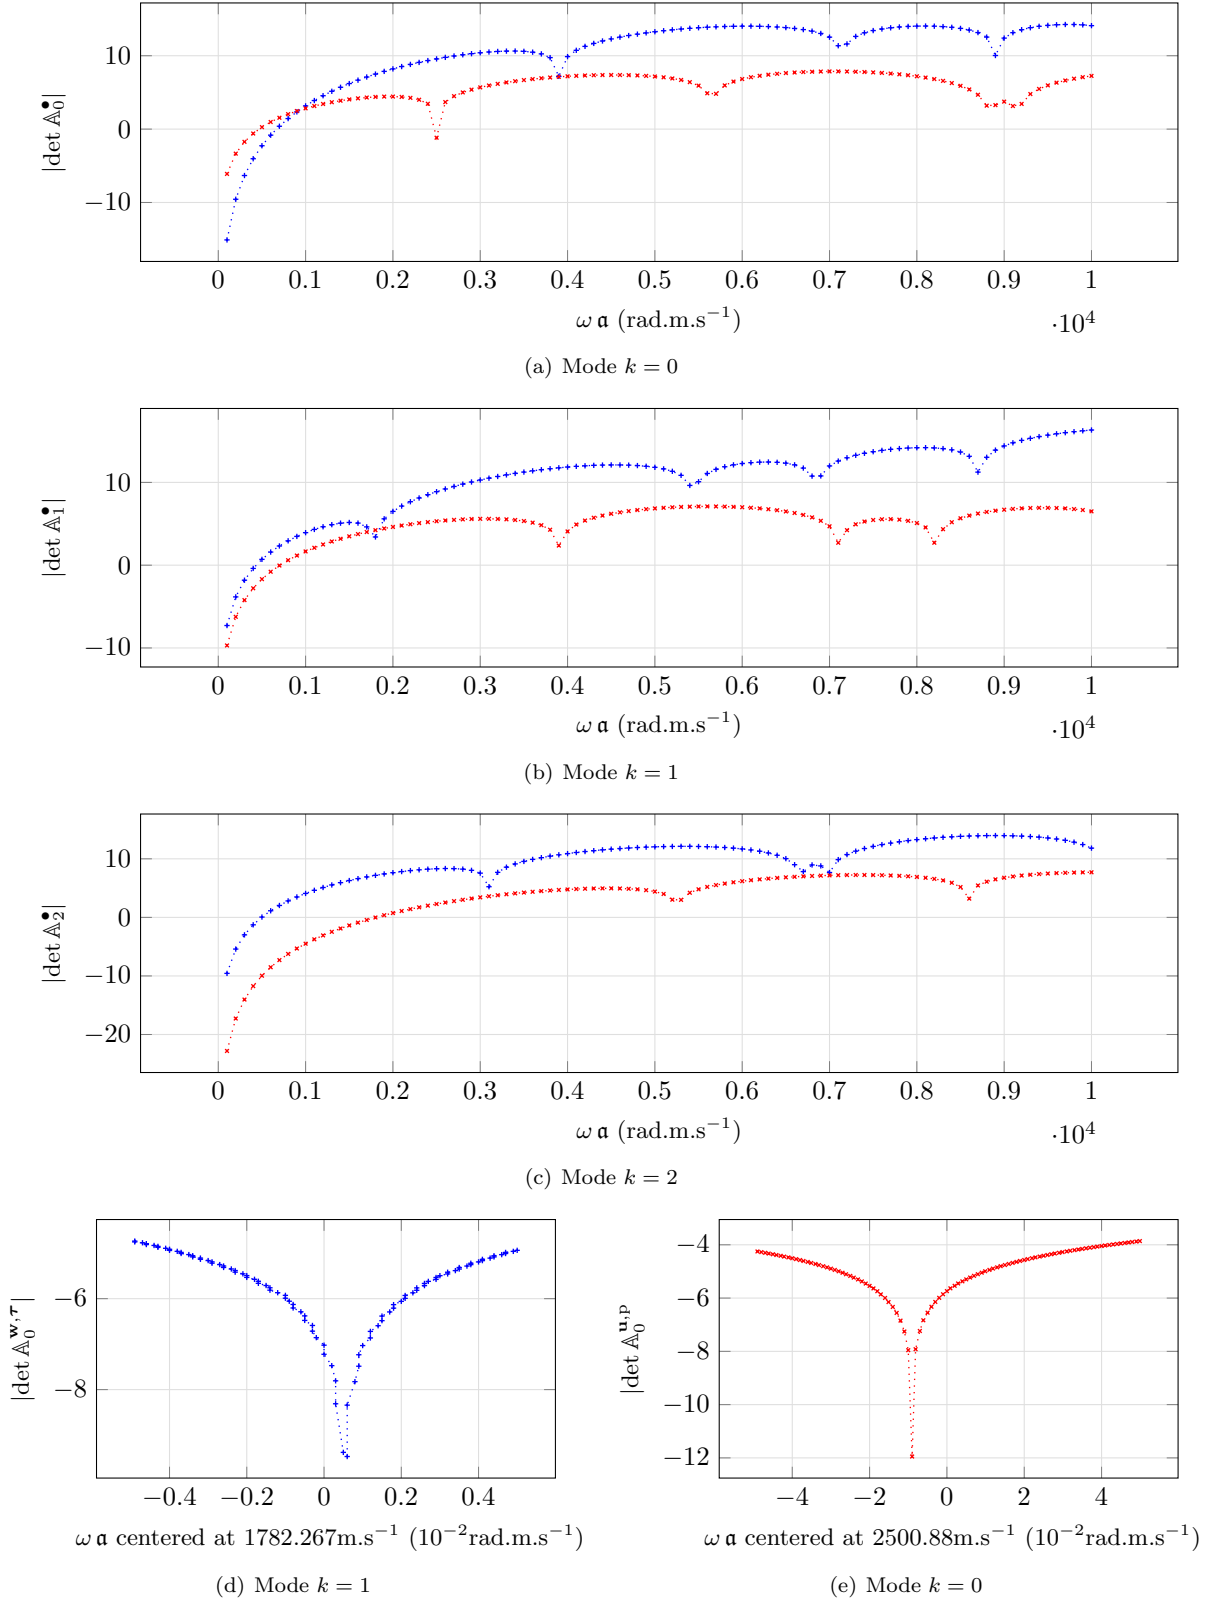 10
0
−10
|det 𝔸₀•|
0 0.1 0.2 0.3 0.4 0.5 0.6 0.7 0.8 0.9 1
ω 𝔞 (rad.m.s⁻¹)
·10⁴
(a) Mode k = 0
10
0
−10
|det 𝔸₁•|
0 0.1 0.2 0.3 0.4 0.5 0.6 0.7 0.8 0.9 1
ω 𝔞 (rad.m.s⁻¹)
·10⁴
(b) Mode k = 1
10
0
−10
−20
|det 𝔸₂•|
0 0.1 0.2 0.3 0.4 0.5 0.6 0.7 0.8 0.9 1
ω 𝔞 (rad.m.s⁻¹)
·10⁴
(c) Mode k = 2
−6
−8
|det 𝔸₀^{w,τ}|
−0.4 −0.2 0 0.2 0.4
ω 𝔞 centered at 1782.267m.s⁻¹ (10⁻²rad.m.s⁻¹)
(d) Mode k = 1
−4
−6
−8
−10
−12
|det 𝔸₀^{u,p}|
−4 −2 0 2 4
ω 𝔞 centered at 2500.88m.s⁻¹ (10⁻²rad.m.s⁻¹)
(e) Mode k = 0